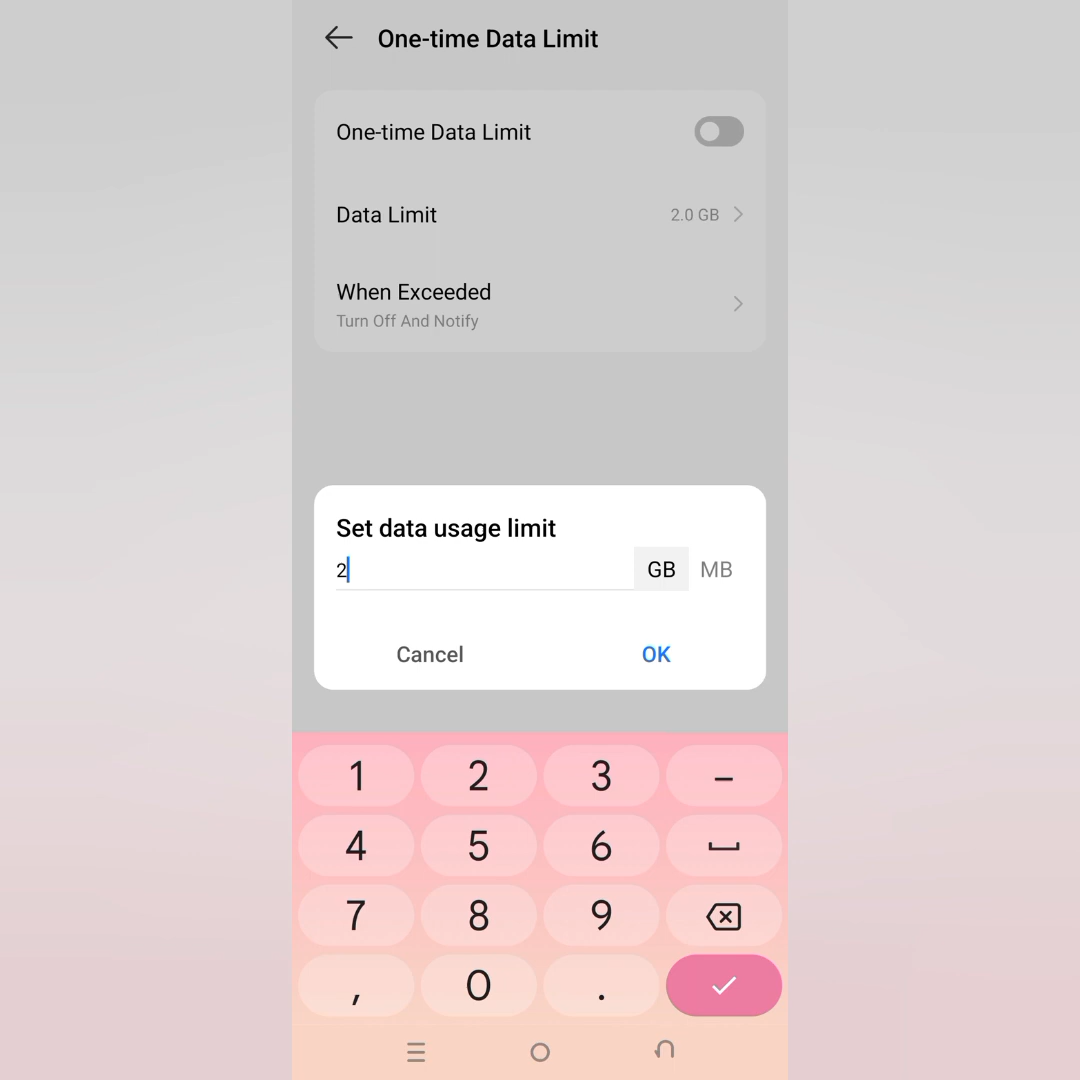 One-time Data Limit
One-time Data Limit
Data Limit 2.0 GB
When Exceeded
Turn Off And Notify
Set data usage limit
2 GB MB
Cancel OK
1 2 3 –
4 5 6
7 8 9
, 0 .